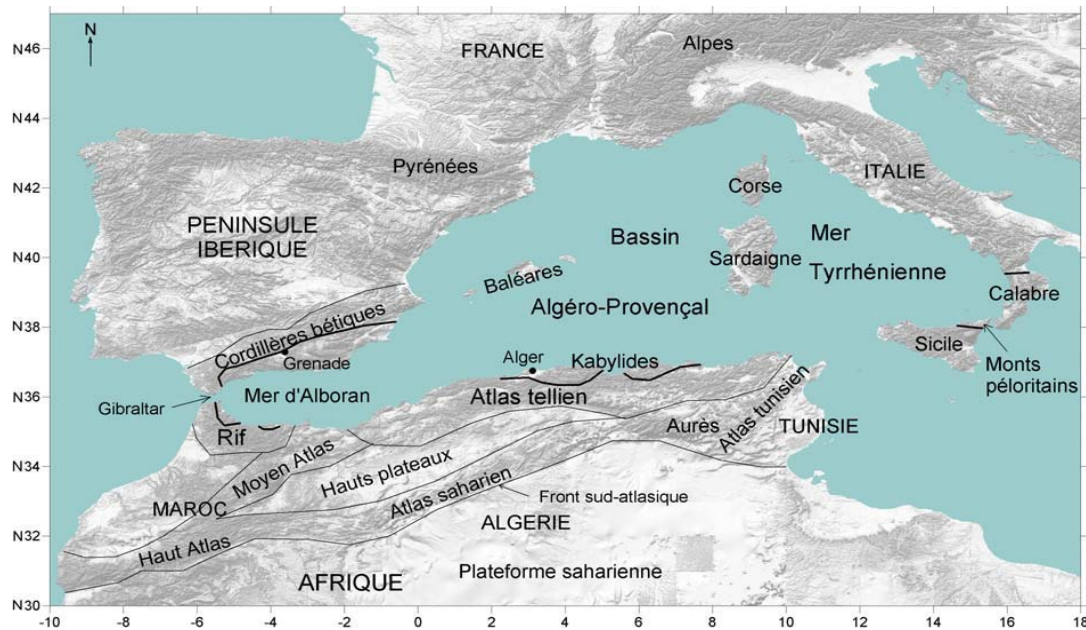 N46
N
FRANCE
Alpes
N44
Pyrénées
ITALIE
N42
Corse
PENINSULE
IBERIQUE
Bassin
Mer
N40
Sardaigne
Tyrrhénienne
Baléares
Calabre
Algéro-Provençal
N38
Cordillères bétiques
Grenade
Alger
Kabylides
Sicile
Monts
péloritains
N36
Gibraltar
Mer d'Alboran
Atlas tellien
Rif
Aurès
Atlas tunisien
TUNISIE
N34
Moyen Atlas
Hauts plateaux
MAROC
Atlas saharien
Front sud-atlasique
ALGERIE
N32
Haut Atlas
AFRIQUE
Plateforme saharienne
N30
-10 -8 -6 -4 -2 0 2 4 6 8 10 12 14 16 18